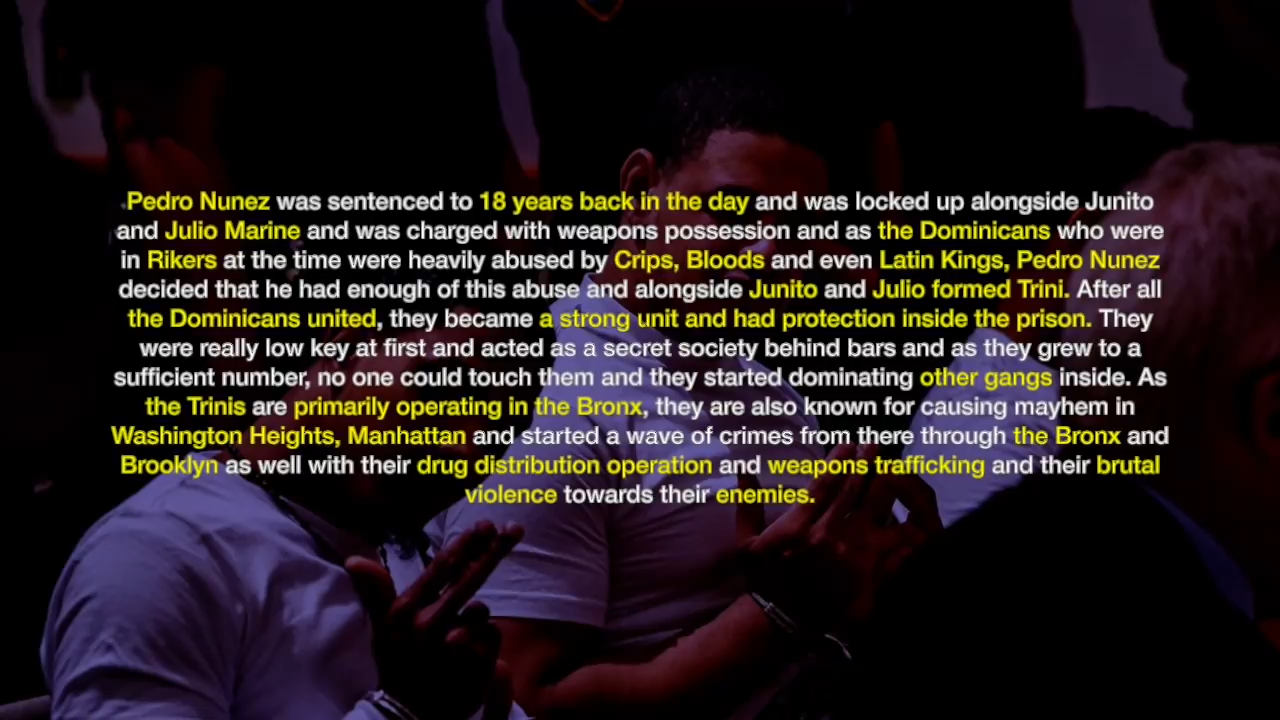 Pedro Nunez was sentenced to 18 years back in the day and was locked up alongside Junito
and Julio Marine and was charged with weapons possession and as the Dominicans who were
in Rikers at the time were heavily abused by Crips, Bloods and even Latin Kings, Pedro Nunez
decided that he had enough of this abuse and alongside Junito and Julio formed Trini. After all
the Dominicans united, they became a strong unit and had protection inside the prison. They
were really low key at first and acted as a secret society behind bars and as they grew to a
sufficient number, no one could touch them and they started dominating other gangs inside. As
the Trinis are primarily operating in the Bronx, they are also known for causing mayhem in
Washington Heights, Manhattan and started a wave of crimes from there through the Bronx and
Brooklyn as well with their drug distribution operation and weapons trafficking and their brutal
violence towards their enemies.